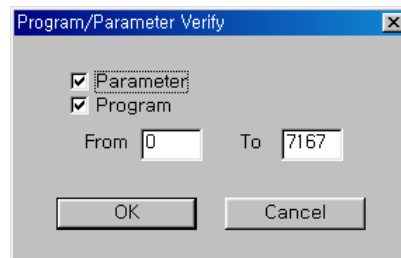 Program/Parameter Verify
Parameter
Program
From 0 To 7167
OK Cancel